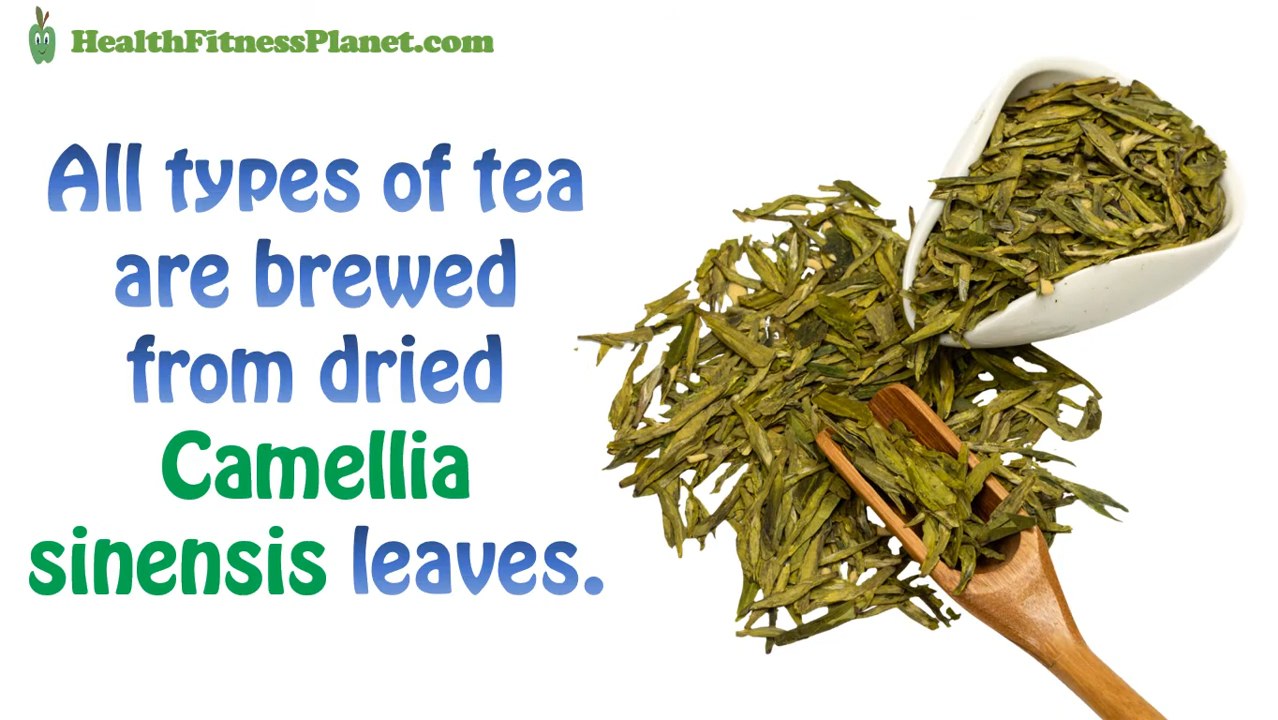 HealthFitnessPlanet.com
All types of tea
are brewed
from dried
Camellia
sinensis leaves.